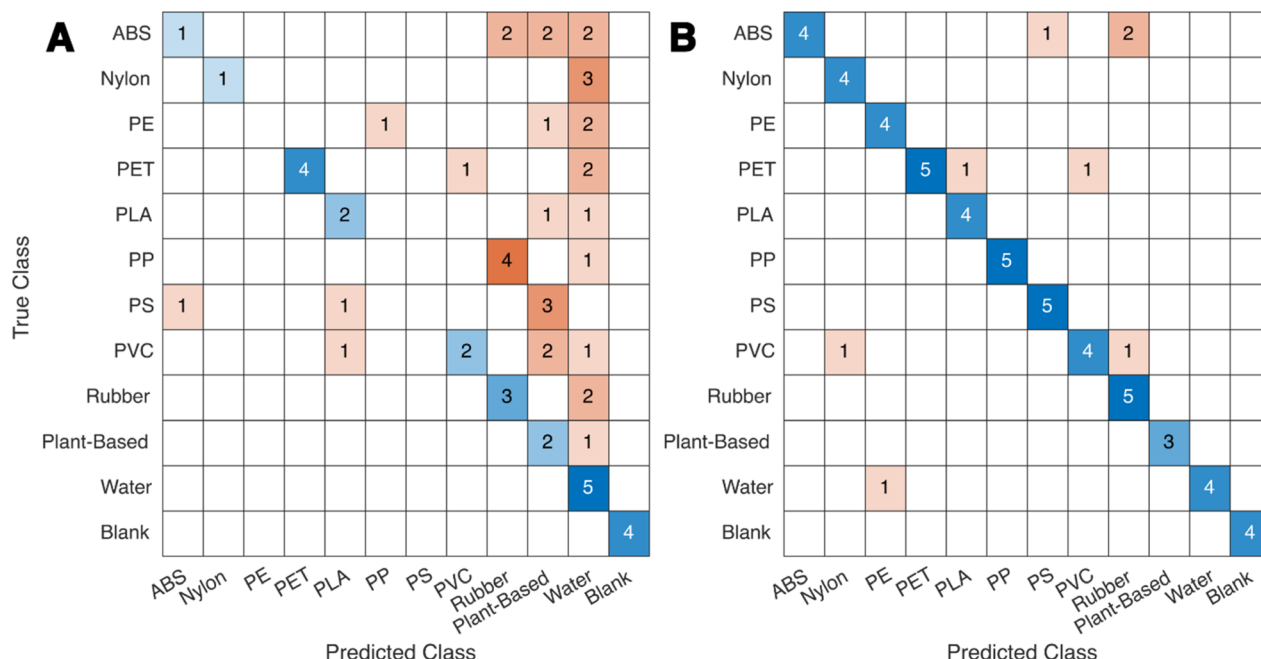 A
ABS 1 2 2 2
Nylon 1 3
PE 1 1 2
PET 4 1 2
PLA 2 1 1
PP 4 1
PS 1 1 3
PVC 1 2 2 1
Rubber 3 2
Plant-Based 2 1
Water 5
Blank 4
True Class
ABS Nylon PE PET PLA PP PS PVC Rubber Plant-Based Water Blank
Predicted Class
B
ABS 4 1 2
Nylon 4
PE 4
PET 5 1 1
PLA 4
PP 5
PS 5
PVC 1 4 1
Rubber 5
Plant-Based 3
Water 1 4
Blank 4
ABS Nylon PE PET PLA PP PS PVC Rubber Plant-Based Water Blank
Predicted Class